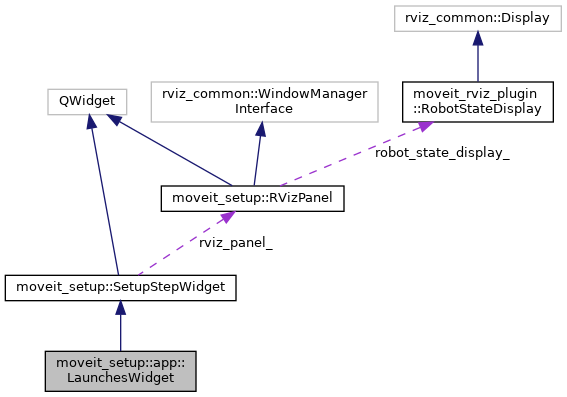 rviz_common::Display
QWidget
rviz_common::WindowManager
Interface
moveit_rviz_plugin
::RobotStateDisplay
robot_state_display_
moveit_setup::RVizPanel
rviz_panel_
moveit_setup::SetupStepWidget
moveit_setup::app::
LaunchesWidget